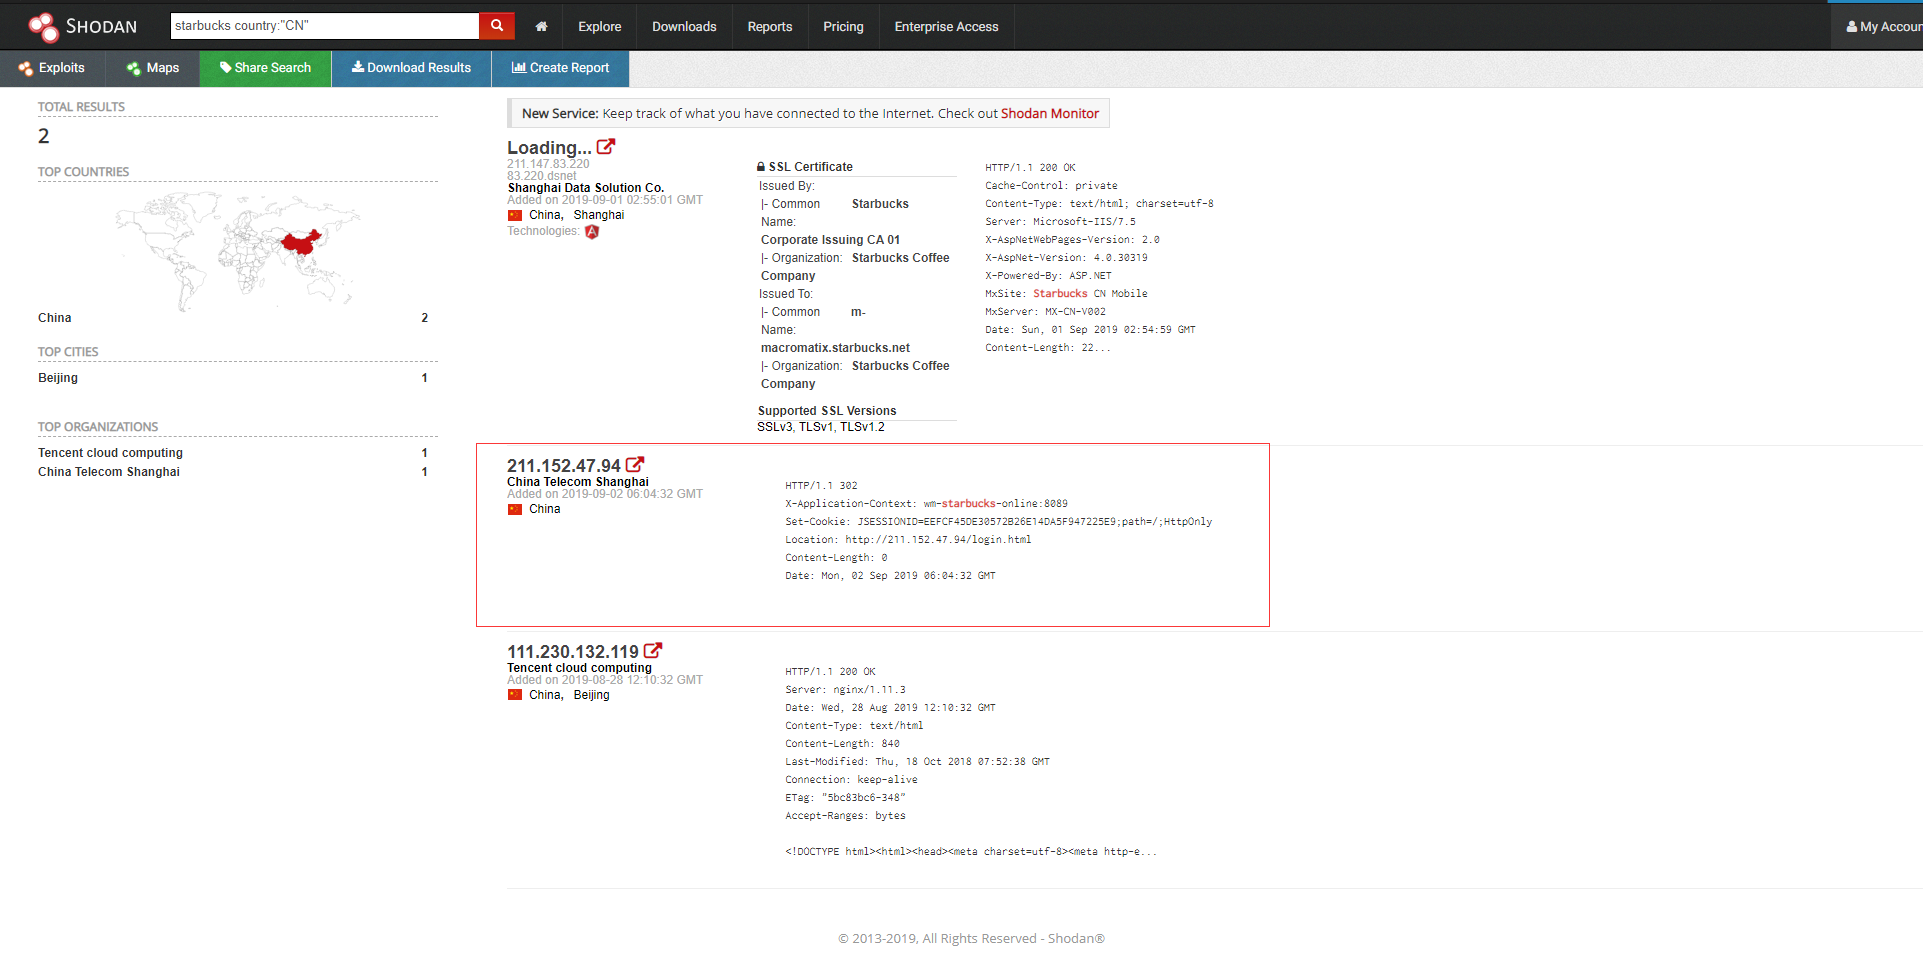 SHODAN
starbucks country:"CN"
Explore
Downloads
Reports
Pricing
Enterprise Access
My Accoun
Exploits
Maps
Share Search
Download Results
Create Report
TOTAL RESULTS
2
TOP COUNTRIES
China 2
TOP CITIES
Beijing 1
TOP ORGANIZATIONS
Tencent cloud computing 1
China Telecom Shanghai 1
New Service: Keep track of what you have connected to the Internet. Check out Shodan Monitor
Loading...
211.147.83.220
83.220.dsnet
Shanghai Data Solution Co.
Added on 2019-09-01 02:55:01 GMT
China, Shanghai
Technologies:
SSL Certificate
Issued By:
|- Common Starbucks
Name:
Corporate Issuing CA 01
|- Organization: Starbucks Coffee
Company
Issued To:
|- Common m-
Name:
macromatix.starbucks.net
|- Organization: Starbucks Coffee
Company
Supported SSL Versions
SSLv3, TLSv1, TLSv1.2
HTTP/1.1 200 OK
Cache-Control: private
Content-Type: text/html; charset=utf-8
Server: Microsoft-IIS/7.5
X-AspNetWebPages-Version: 2.0
X-AspNet-Version: 4.0.30319
X-Powered-By: ASP.NET
MxSite: Starbucks CN Mobile
MxServer: MX-CN-V002
Date: Sun, 01 Sep 2019 02:54:59 GMT
Content-Length: 22...
211.152.47.94
China Telecom Shanghai
Added on 2019-09-02 06:04:32 GMT
China
HTTP/1.1 302
X-Application-Context: wm-starbucks-online:8089
Set-Cookie: JSESSIONID=EEFCF45DE30572B26E14DA5F947225E9;path=/;HttpOnly
Location: http://211.152.47.94/login.html
Content-Length: 0
Date: Mon, 02 Sep 2019 06:04:32 GMT
111.230.132.119
Tencent cloud computing
Added on 2019-08-28 12:10:32 GMT
China, Beijing
HTTP/1.1 200 OK
Server: nginx/1.11.3
Date: Wed, 28 Aug 2019 12:10:32 GMT
Content-Type: text/html
Content-Length: 840
Last-Modified: Thu, 18 Oct 2018 07:52:38 GMT
Connection: keep-alive
ETag: "5bc83bc6-348"
Accept-Ranges: bytes
<!DOCTYPE html><html><head><meta charset=utf-8><meta http-e...
© 2013-2019, All Rights Reserved - Shodan®